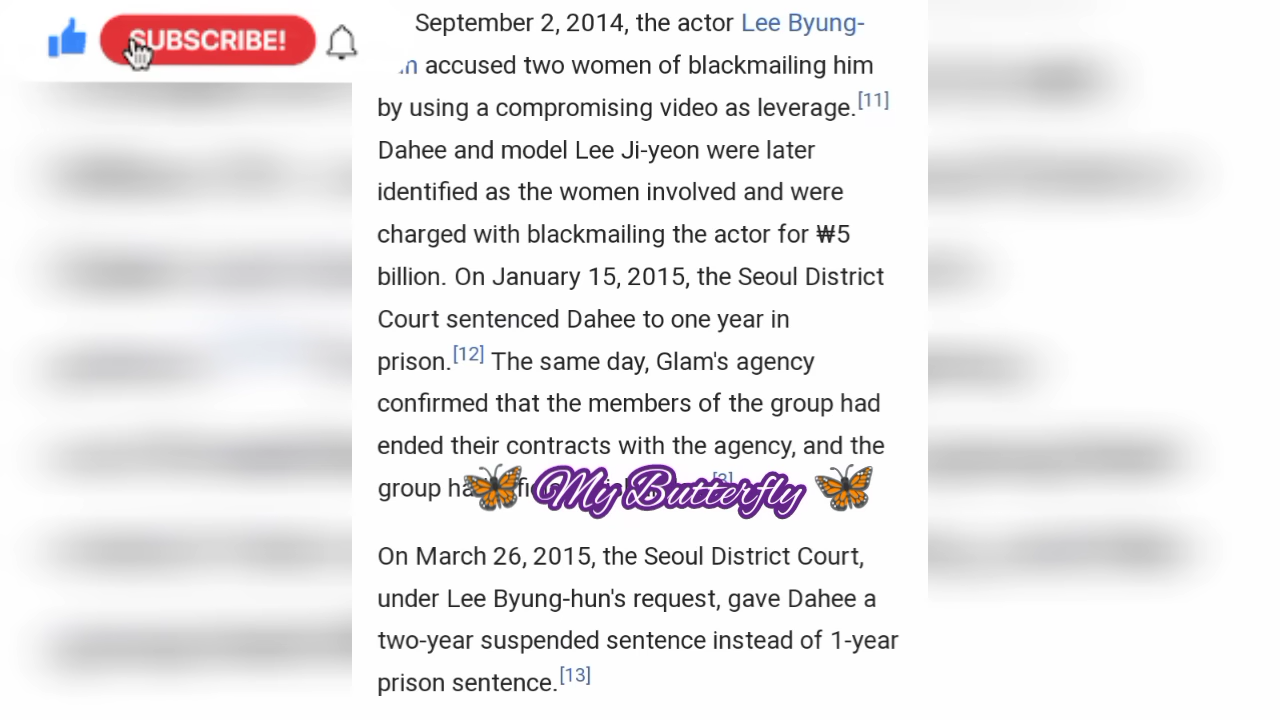 SUBSCRIBE!
September 2, 2014, the actor Lee Byung-
accused two women of blackmailing him
by using a compromising video as leverage.[11]
Dahee and model Lee Ji-yeon were later
identified as the women involved and were
charged with blackmailing the actor for ₩5
billion. On January 15, 2015, the Seoul District
Court sentenced Dahee to one year in
prison.[12] The same day, Glam's agency
confirmed that the members of the group had
ended their contracts with the agency, and the
group
My Butterfly
On March 26, 2015, the Seoul District Court,
under Lee Byung-hun's request, gave Dahee a
two-year suspended sentence instead of 1-year
prison sentence.[13]